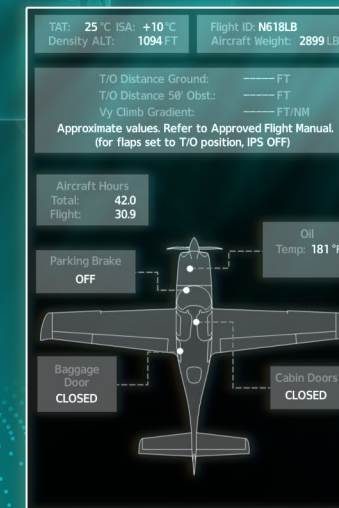 TAT: 25 °C ISA: +10 °C
Density ALT: 1094 FT
Flight ID: N618LB
Aircraft Weight: 2899 LB
T/O Distance Ground: ––––– FT
T/O Distance 50' Obst.: ––––– FT
Vy Climb Gradient: ––––– FT/NM
Approximate values. Refer to Approved Flight Manual.
(for flaps set to T/O position, IPS OFF)
Aircraft Hours
Total: 42.0
Flight: 30.9
Oil
Temp: 181 °F
Parking Brake
OFF
Baggage
Door
CLOSED
Cabin Doors
CLOSED